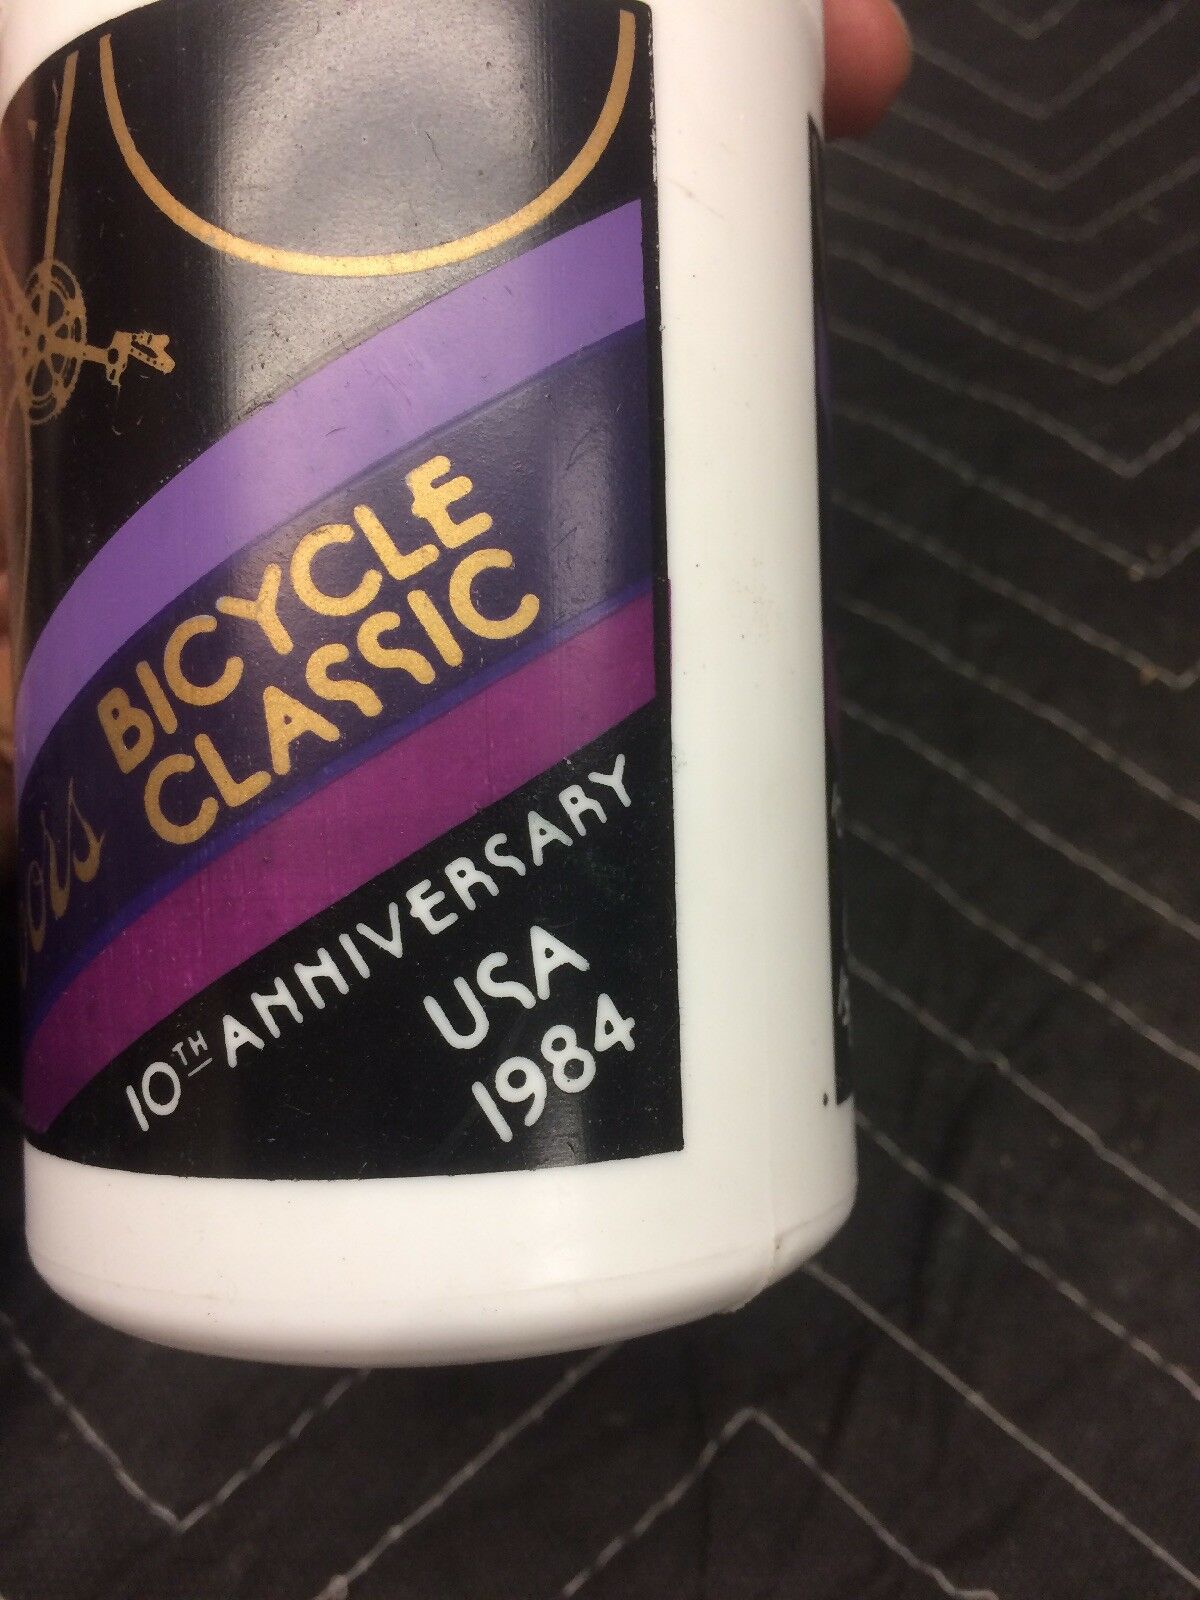 BICYCLE
CLASSIC
10TH ANNIVERSARY
USA
1984